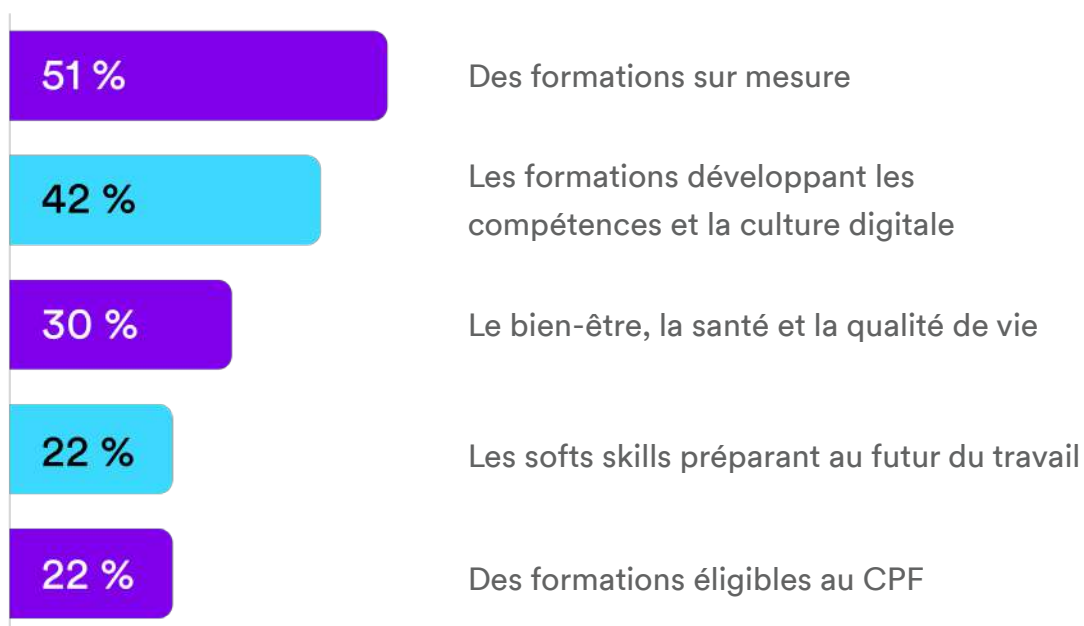 51 %
Des formations sur mesure
42 %
Les formations développant les
compétences et la culture digitale
30 %
Le bien-être, la santé et la qualité de vie
22 %
Les softs skills préparant au futur du travail
22 %
Des formations éligibles au CPF